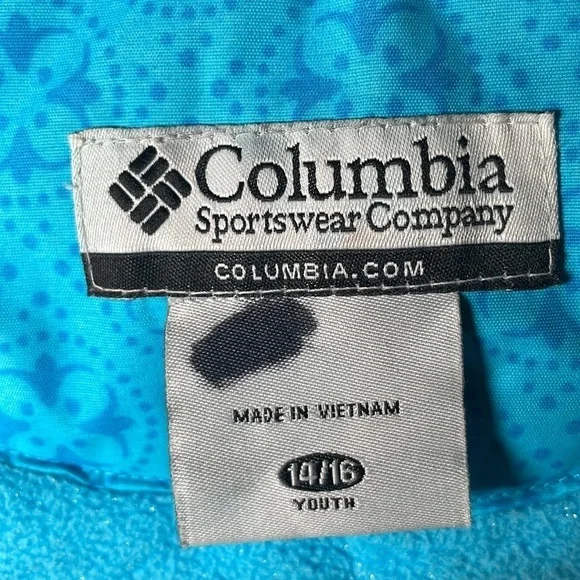 Columbia
Sportswear Company
COLUMBIA.COM
MADE IN VIETNAM
14/16
YOUTH